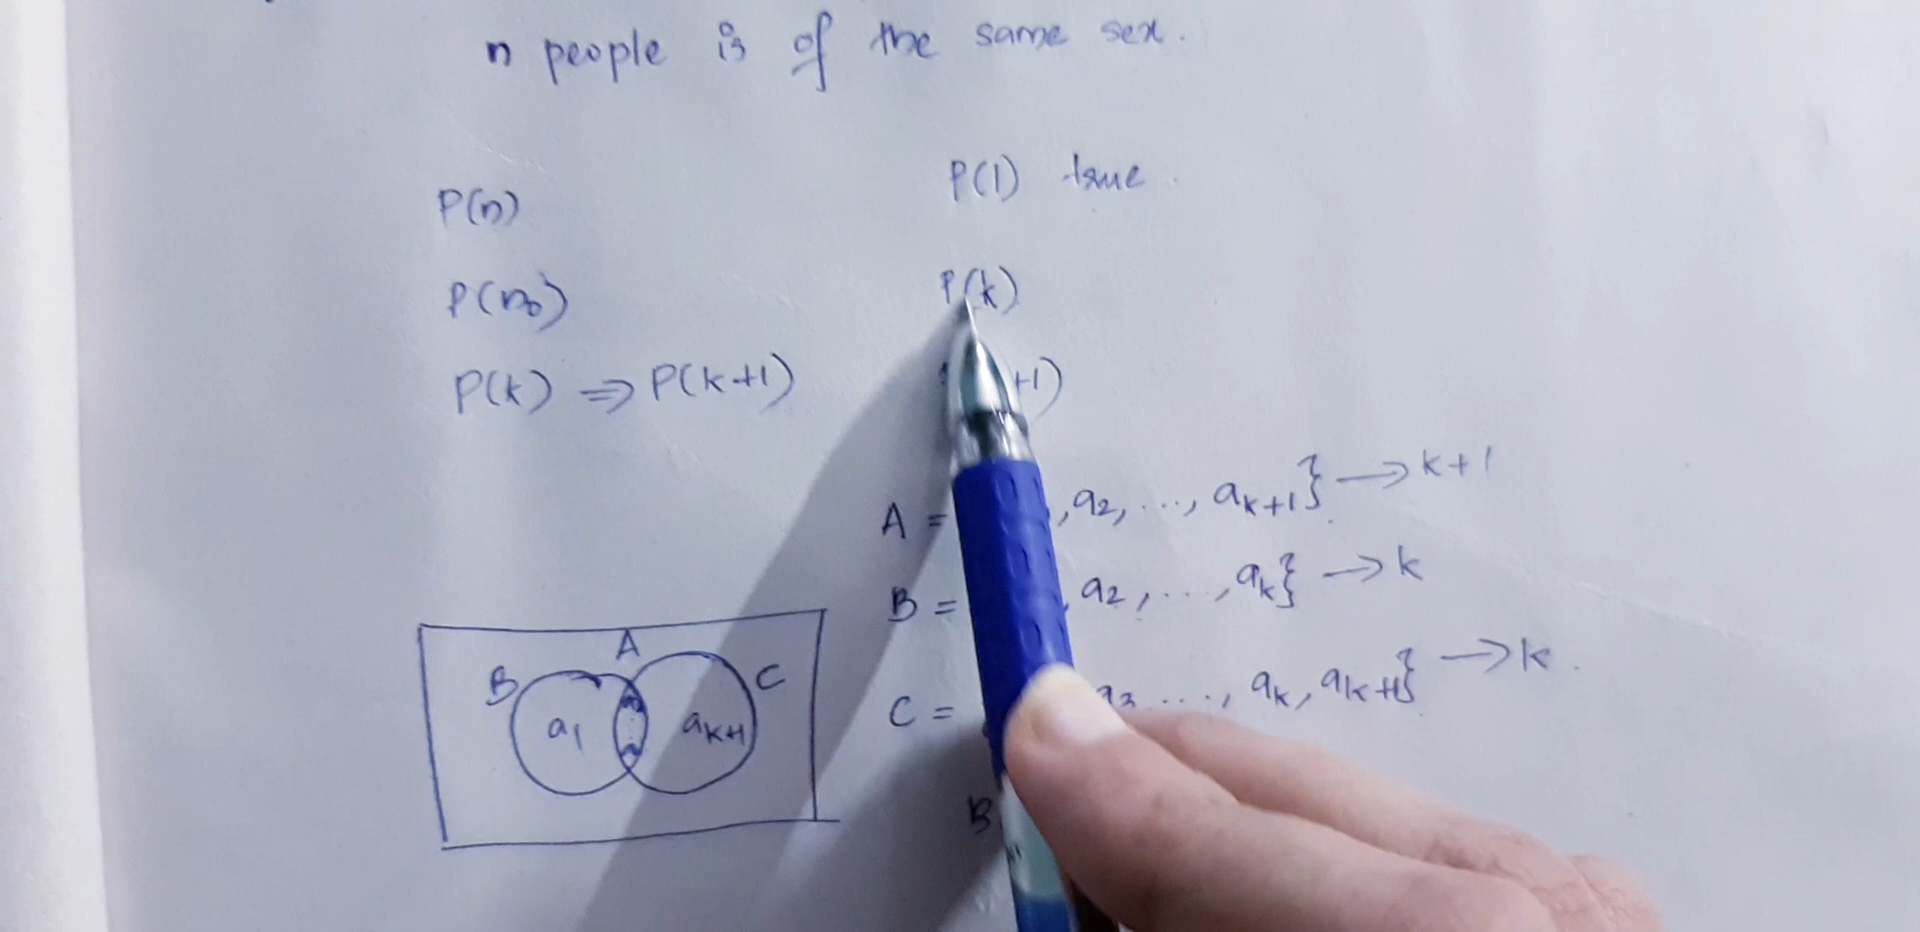 n people is of the same sex.
P(n)
P(1) true.
P(n₀)
P(k)
P(k) ⇒ P(k+1)
+1)
A = , a₂, ..., aₖ₊₁} → k+1
B = , a₂, ..., aₖ} → k
C = a₃ ..., aₖ, aₖ₊₁} → k.
A
B
C
a₁
aₖ₊₁
B